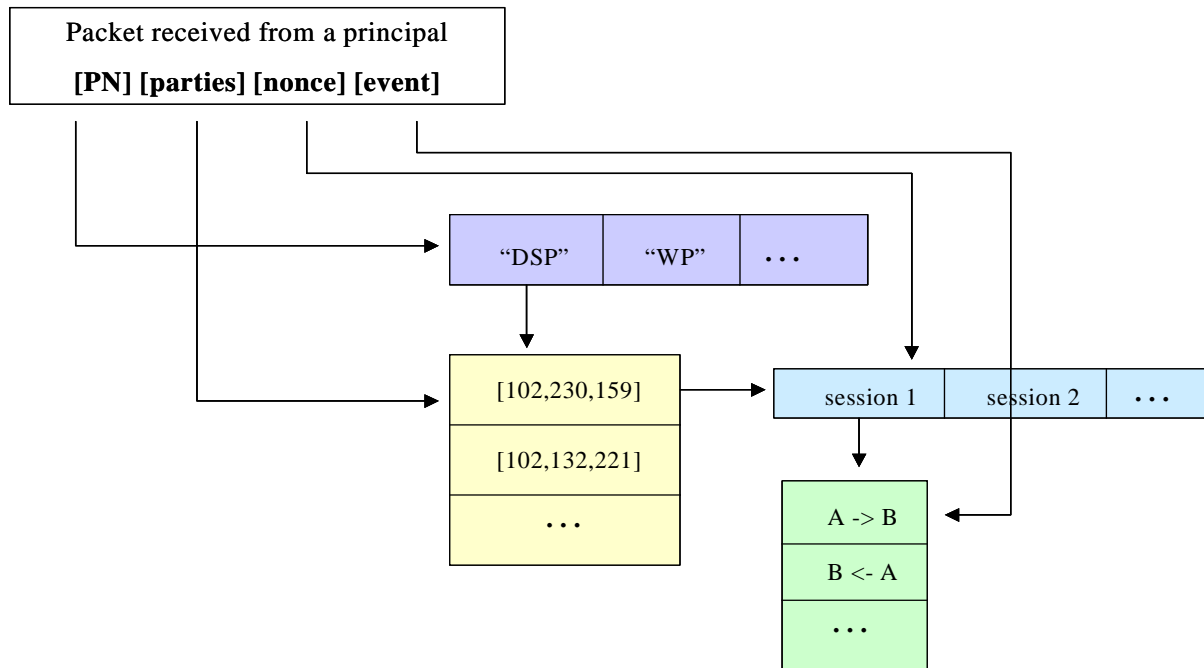 Packet received from a principal
[PN] [parties] [nonce] [event]
“DSP” “WP” ...
[102,230,159]
[102,132,221]
...
session 1 session 2 ...
A -> B
B <- A
...